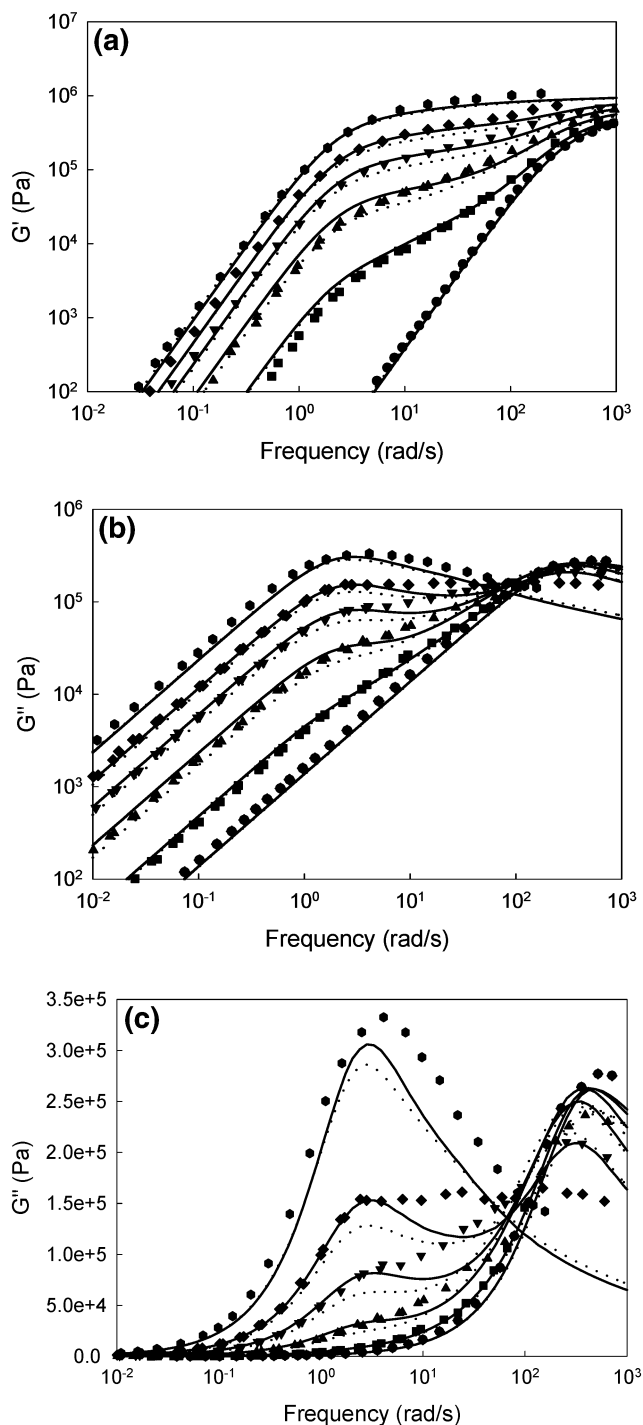 (a)
10⁷
10⁶
10⁵
10⁴
10³
10²
G' (Pa)
10⁻² 10⁻¹ 10⁰ 10¹ 10² 10³
Frequency (rad/s)
(b)
10⁶
10⁵
10⁴
10³
10²
G'' (Pa)
10⁻² 10⁻¹ 10⁰ 10¹ 10² 10³
Frequency (rad/s)
(c)
3.5e+5
3.0e+5
2.5e+5
2.0e+5
1.5e+5
1.0e+5
5.0e+4
0.0
G'' (Pa)
10⁻² 10⁻¹ 10⁰ 10¹ 10² 10³
Frequency (rad/s)